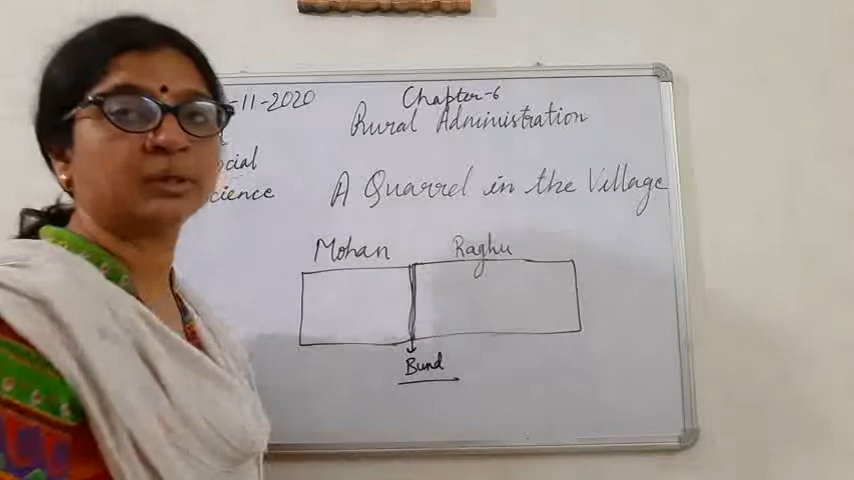 -11-2020
Chapter-6
Rural Administration
ocial
cience
A Quarrel in the Village
Mohan Raghu
Bund